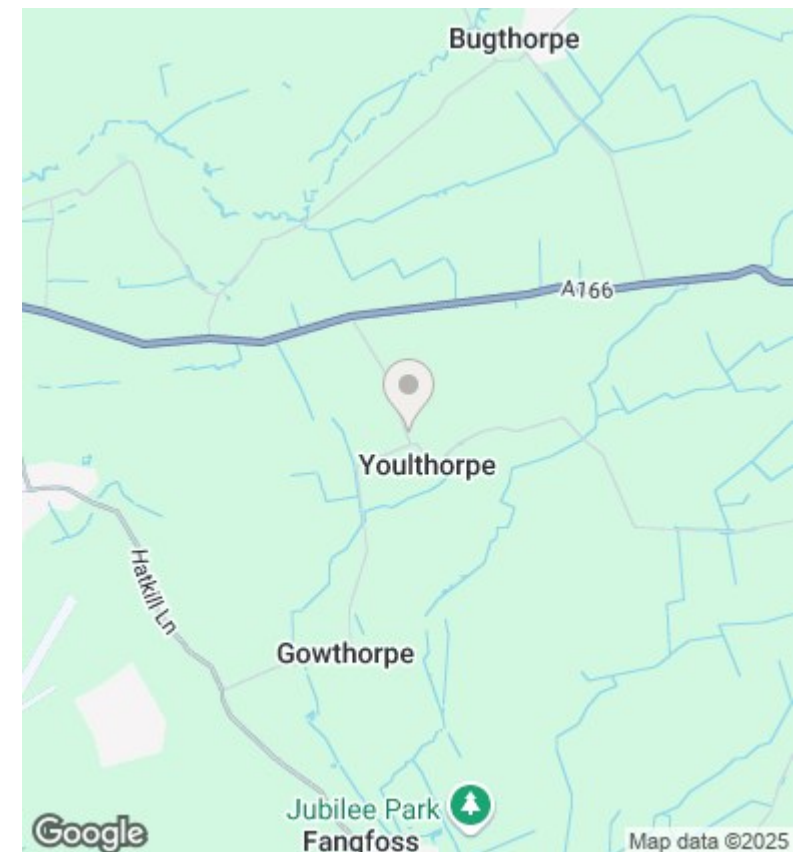 Bugthorpe
A166
Youlthorpe
Hatkill Ln
Gowthorpe
Jubilee Park
Fangfoss
Google
Map data ©2025